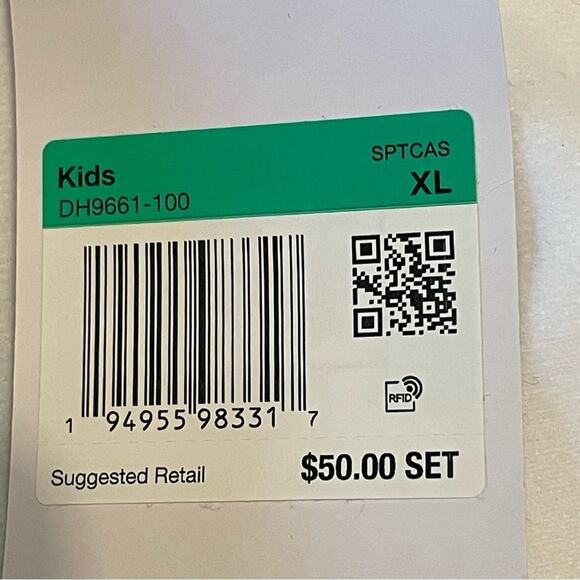 Kids
SPTCAS
DH9661-100
XL
1 94955 98331 7
RFID
Suggested Retail
$50.00 SET